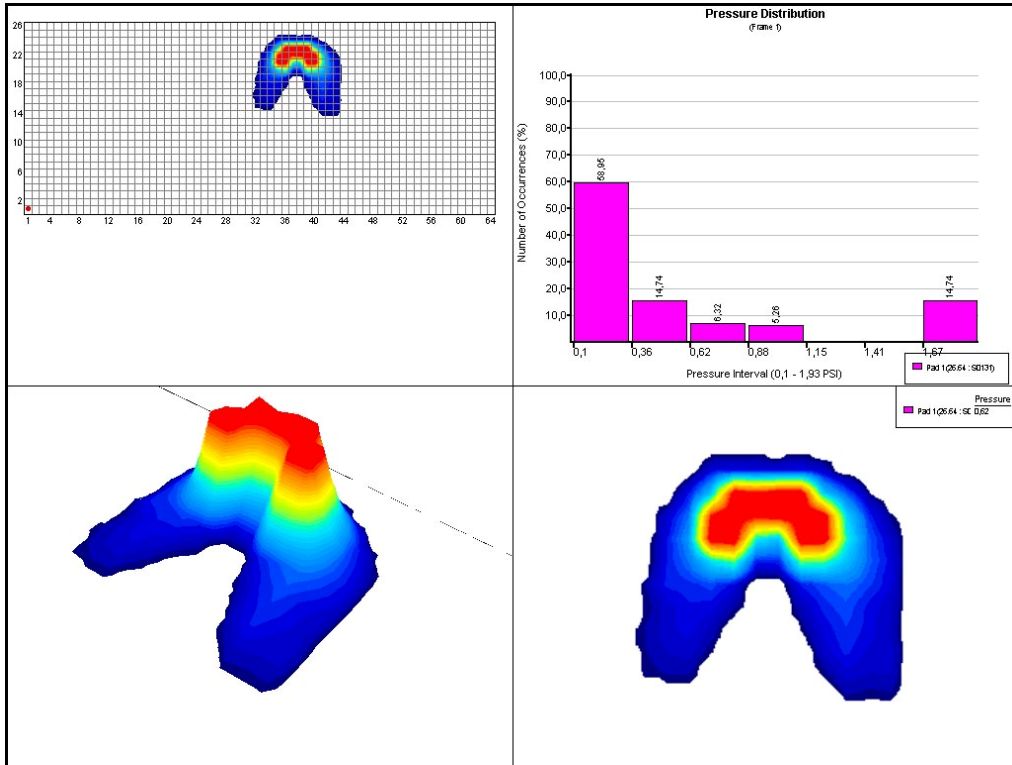 26
22
18
14
10
6
2
1 4 8 12 16 20 24 28 32 36 40 44 48 52 56 60 64
Pressure Distribution
(Frame 1)
Number of Occurrences (%)
100,0
90,0
80,0
70,0
60,0
50,0
40,0
30,0
20,0
10,0
58,95
14,74
6,32
5,26
14,74
0,1 0,36 0,62 0,88 1,15 1,41 1,67
Pressure Interval (0,1 - 1,93 PSI)
Pad 1(26.64 : S0131)
Pressure
Pad 1(26.64 : S( 0,62